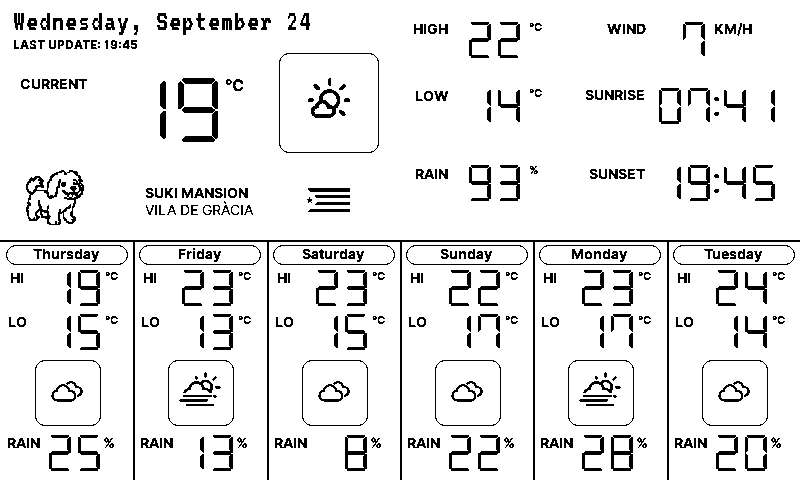 Wednesday, September 24
LAST UPDATE: 19:45
CURRENT 19 °C
SUKI MANSION
VILA DE GRÀCIA
HIGH 22 °C
LOW 14 °C
RAIN 93 %
WIND 7 KM/H
SUNRISE 07:41
SUNSET 19:45
Thursday
HI 19 °C
LO 15 °C
RAIN 25 %
Friday
HI 23 °C
LO 13 °C
RAIN 13 %
Saturday
HI 23 °C
LO 15 °C
RAIN 8 %
Sunday
HI 22 °C
LO 17 °C
RAIN 22 %
Monday
HI 23 °C
LO 17 °C
RAIN 28 %
Tuesday
HI 24 °C
LO 14 °C
RAIN 20 %